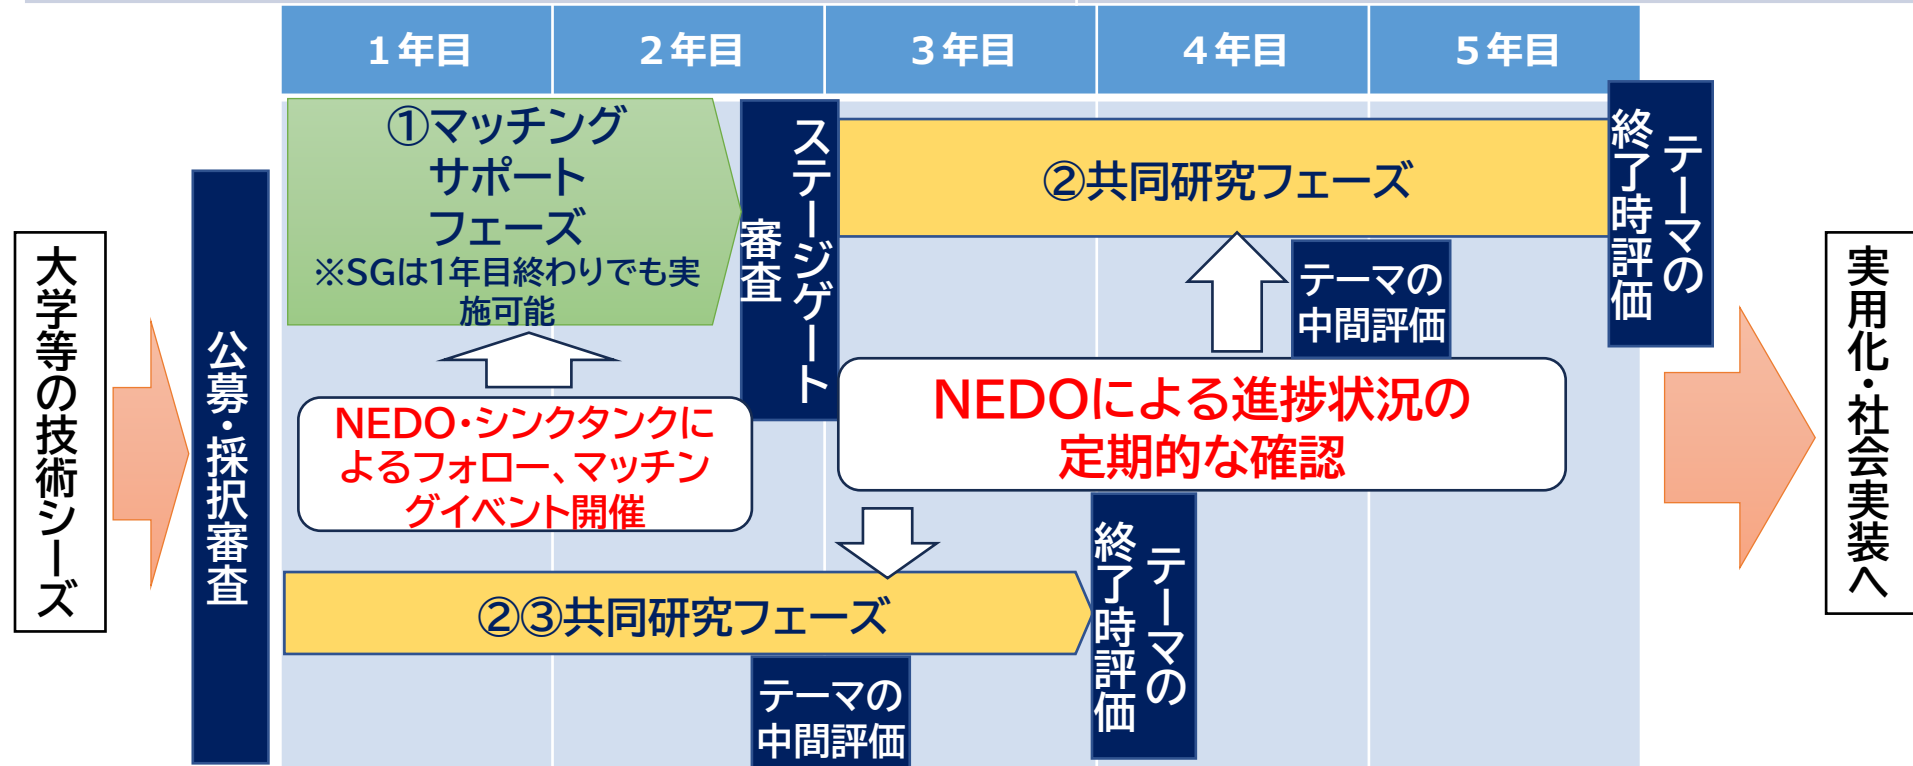 1年目
2年目
3年目
4年目
5年目
大学等の技術シーズ
公募・採択審査
①マッチング
サポート
フェーズ
※SGは1年目終わりでも実
施可能
ステージゲート
審査
②共同研究フェーズ
テーマの
終了時評価
テーマの
中間評価
NEDO・シンクタンクに
よるフォロー、マッチン
グイベント開催
NEDOによる進捗状況の
定期的な確認
②③共同研究フェーズ
テーマの
中間評価
テーマの
終了時評価
実用化・社会実装へ